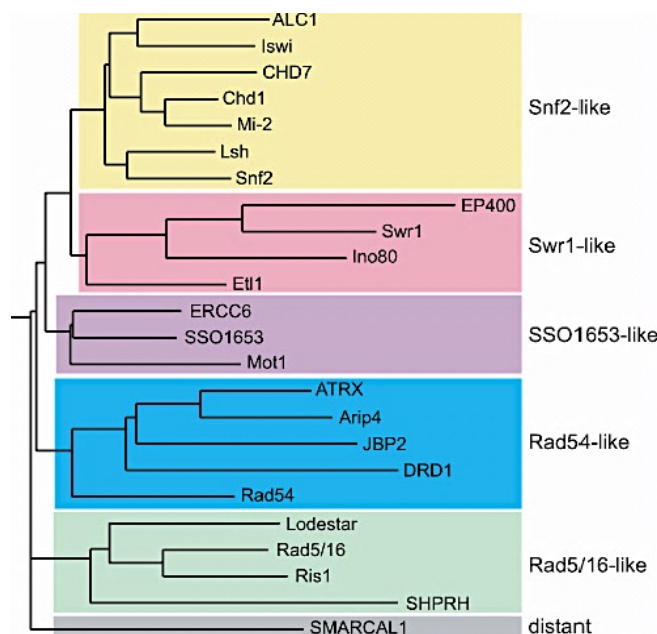 ALC1
Iswi
CHD7
Chd1
Mi-2
Lsh
Snf2
Snf2-like
EP400
Swr1
Ino80
Etl1
Swr1-like
ERCC6
SSO1653
Mot1
SSO1653-like
ATRX
Arip4
JBP2
DRD1
Rad54
Rad54-like
Lodestar
Rad5/16
Ris1
SHPRH
Rad5/16-like
SMARCAL1
distant